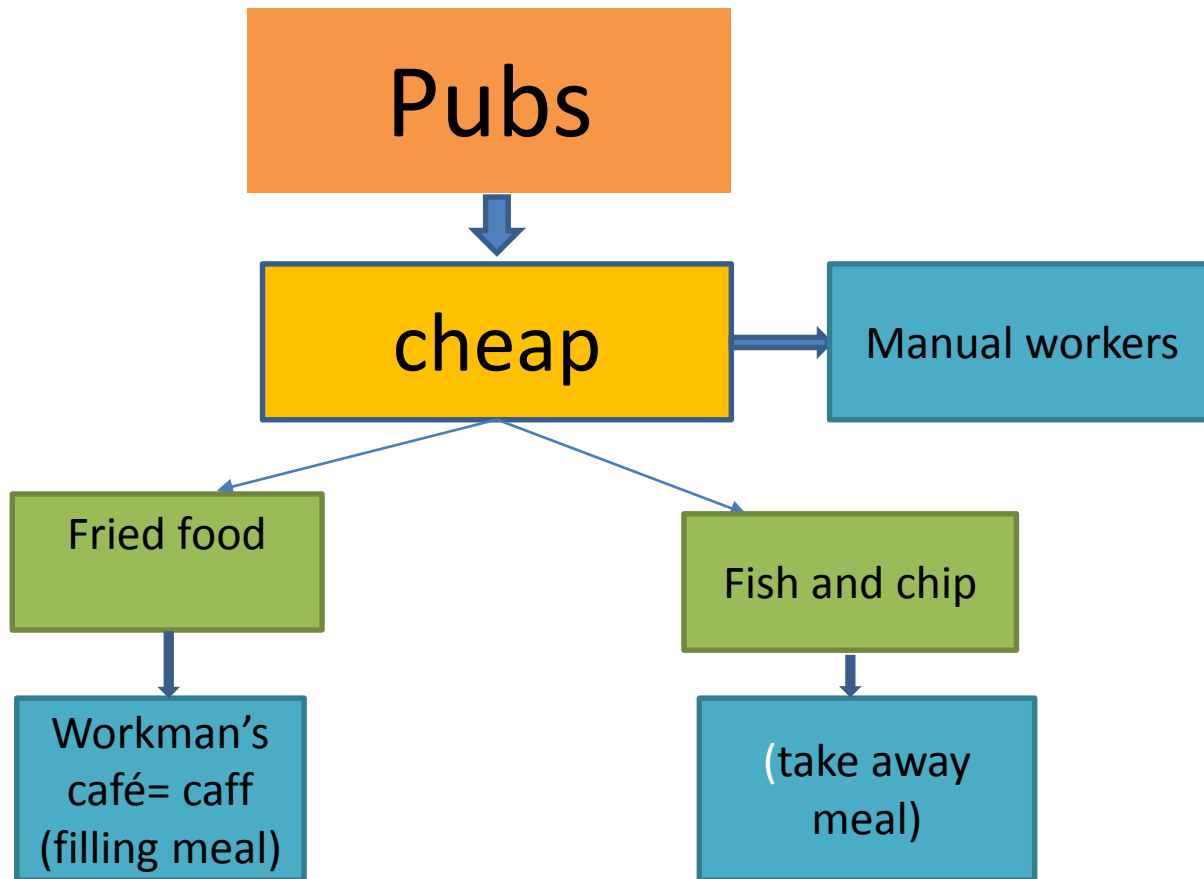 Pubs
cheap
Manual workers
Fried food
Fish and chip
Workman’s
café= caff
(filling meal)
(take away
meal)